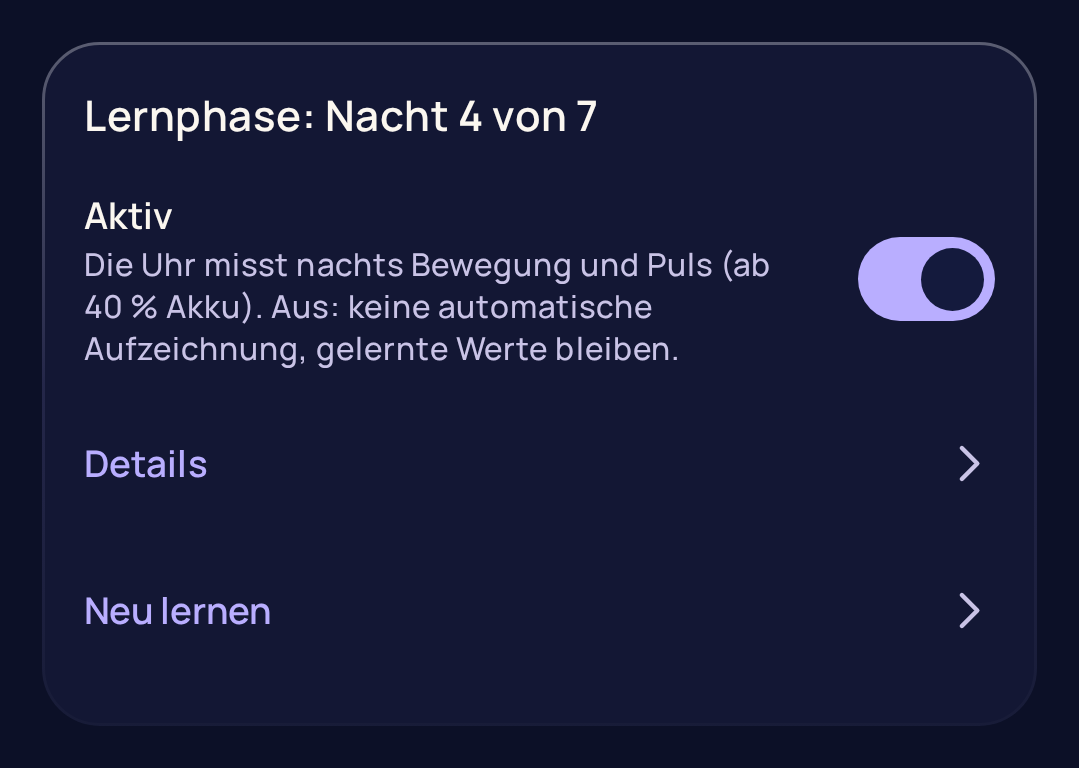 Lernphase: Nacht 4 von 7
Aktiv
Die Uhr misst nachts Bewegung und Puls (ab
40 % Akku). Aus: keine automatische
Aufzeichnung, gelernte Werte bleiben.
Details
Neu lernen